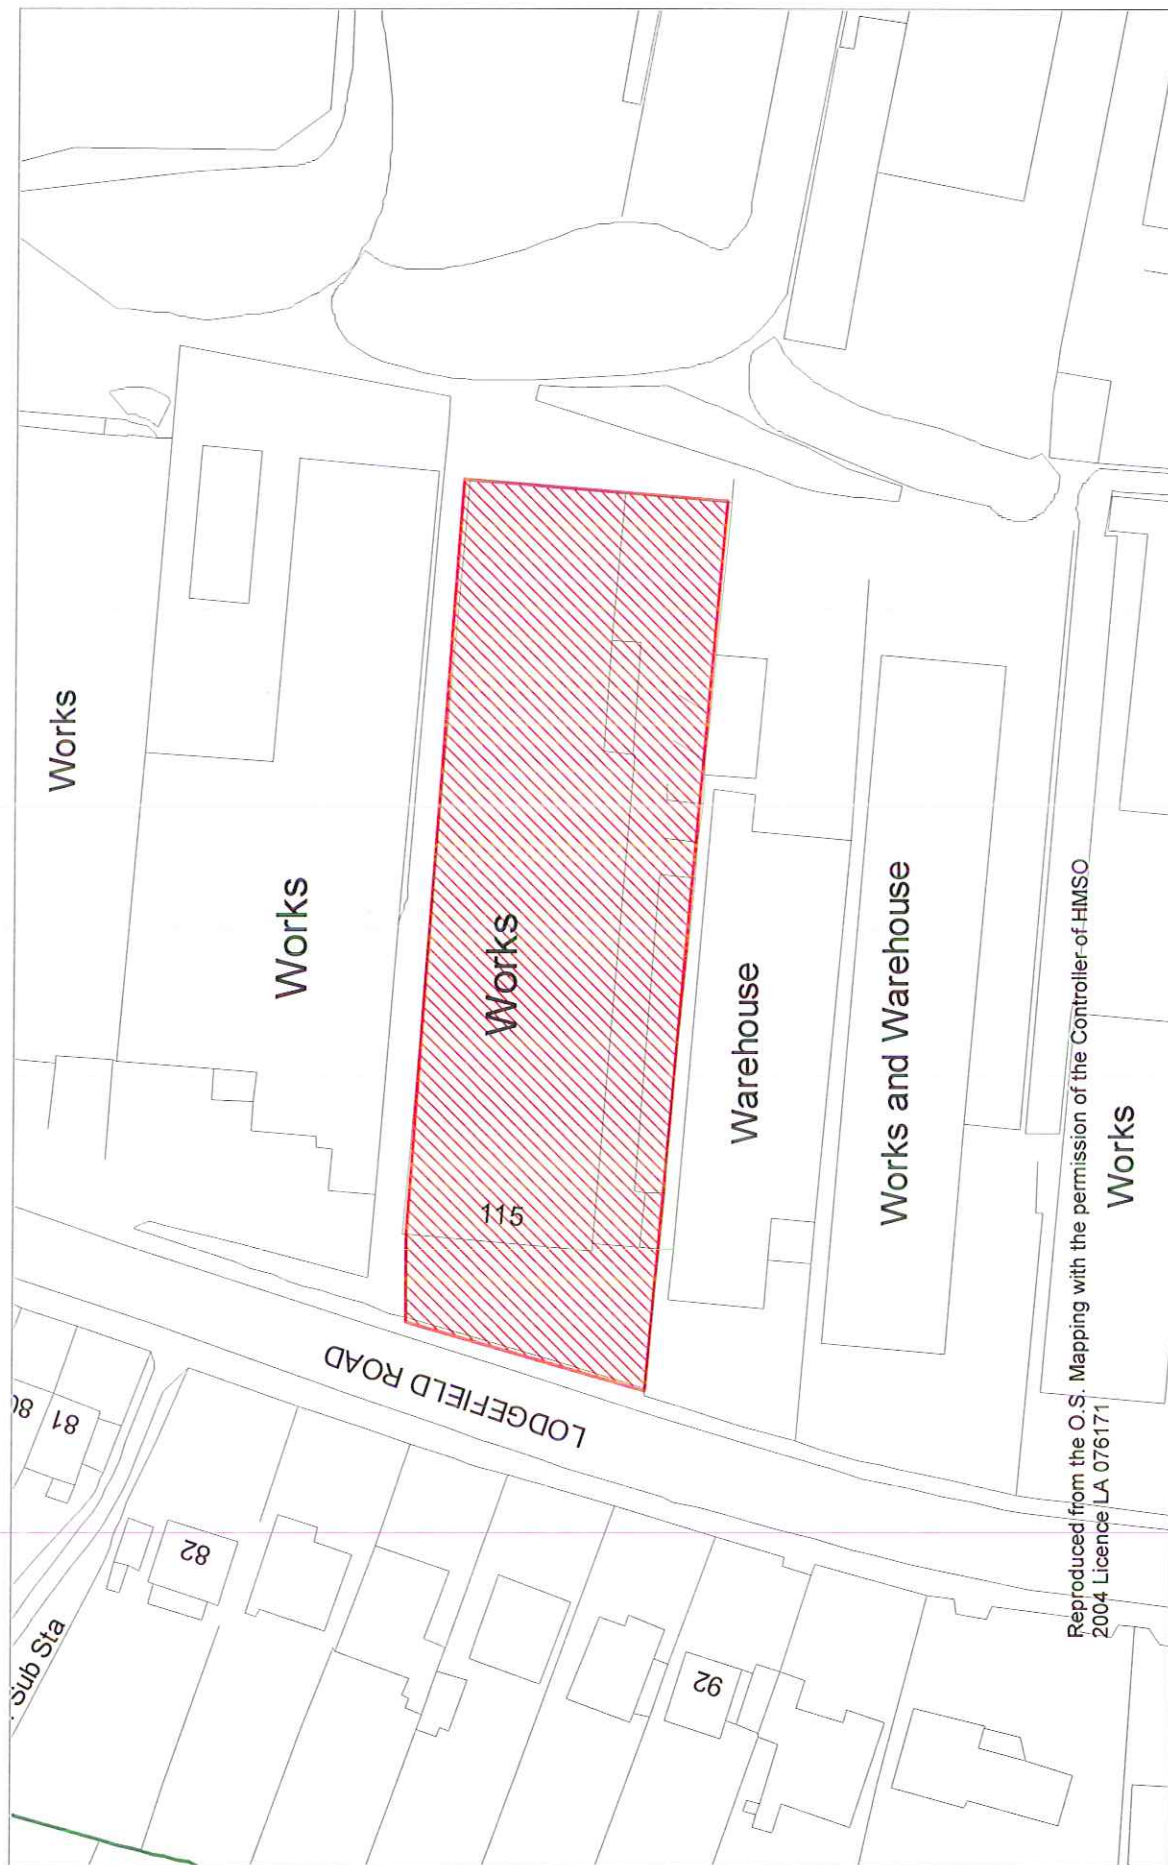 Works
Works
Works
115
Warehouse
Works and Warehouse
Works
LODGEFIELD ROAD
81
82
Sub Sta
92
Reproduced from the O.S. Mapping with the permission of the Controller of HMSO
2004 Licence LA 076171